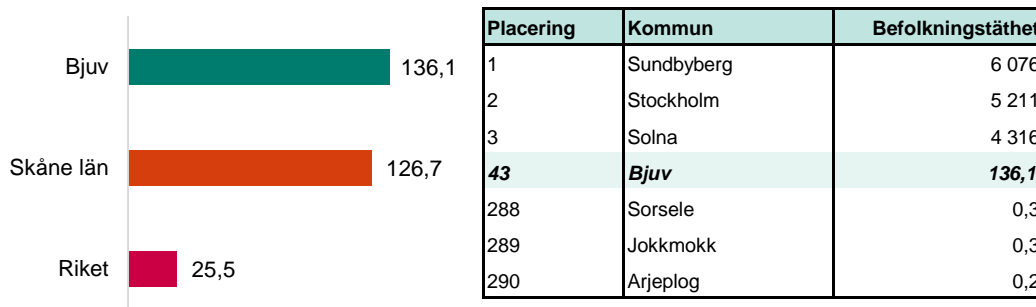 Bjuv 136,1
Skåne län 126,7
Riket 25,5
Placering Kommun Befolkningstäthet
1 Sundbyberg 6 076
2 Stockholm 5 211
3 Solna 4 316
43 Bjuv 136,1
288 Sorsele 0,3
289 Jokkmokk 0,3
290 Arjeplog 0,2